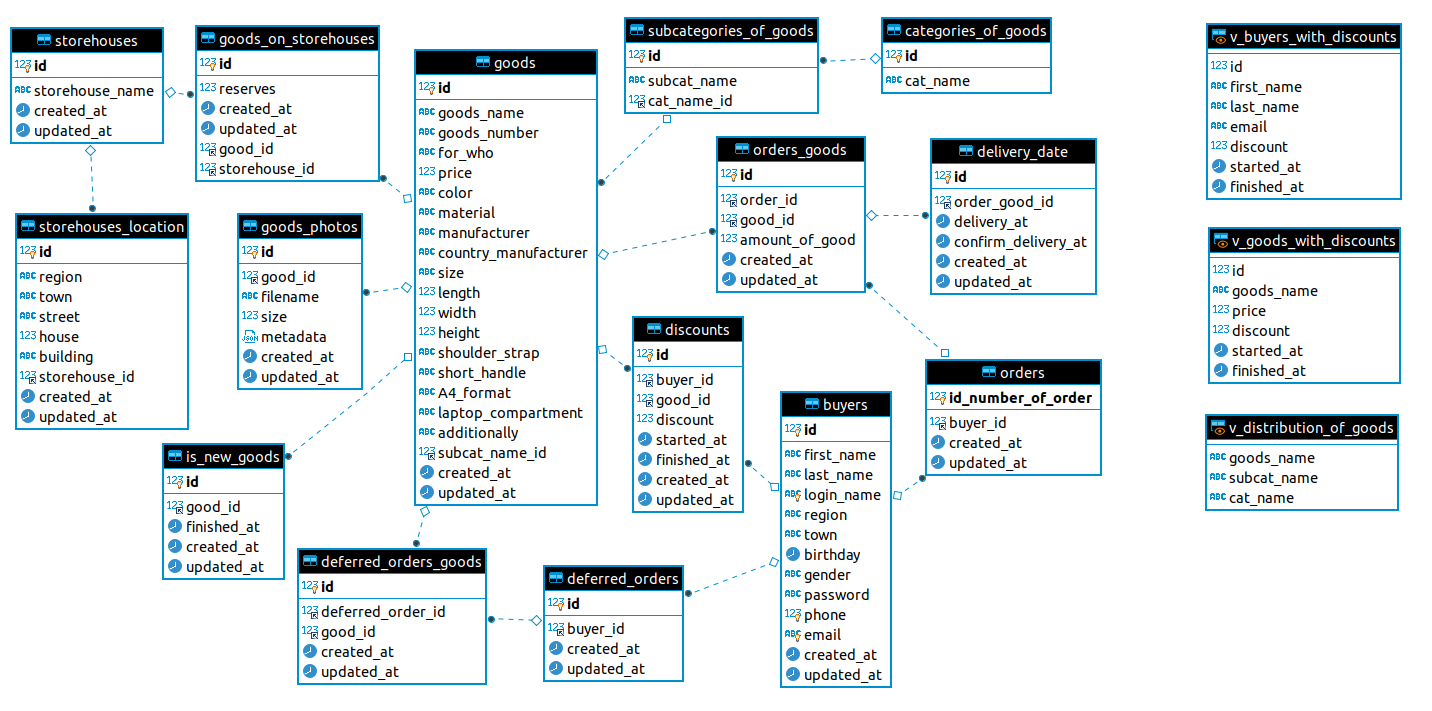 storehouses
id
storehouse_name
created_at
updated_at
goods_on_storehouses
id
reserves
created_at
updated_at
good_id
storehouse_id
goods
id
goods_name
goods_number
for_who
price
color
material
manufacturer
country_manufacturer
size
length
width
height
shoulder_strap
short_handle
A4_format
laptop_compartment
additionally
subcat_name_id
created_at
updated_at
subcategories_of_goods
id
subcat_name
cat_name_id
categories_of_goods
id
cat_name
orders_goods
id
order_id
good_id
amount_of_good
created_at
updated_at
delivery_date
id
order_good_id
delivery_at
confirm_delivery_at
created_at
updated_at
storehouses_location
id
region
town
street
house
building
storehouse_id
created_at
updated_at
goods_photos
id
good_id
filename
size
metadata
created_at
updated_at
discounts
id
buyer_id
good_id
discount
started_at
finished_at
created_at
updated_at
orders
id_number_of_order
buyer_id
created_at
updated_at
buyers
id
first_name
last_name
login_name
region
town
birthday
gender
password
phone
email
created_at
updated_at
is_new_goods
id
good_id
finished_at
created_at
updated_at
deferred_orders_goods
id
deferred_order_id
good_id
created_at
updated_at
deferred_orders
id
buyer_id
created_at
updated_at
v_buyers_with_discounts
id
first_name
last_name
email
discount
started_at
finished_at
v_goods_with_discounts
id
goods_name
price
discount
started_at
finished_at
v_distribution_of_goods
goods_name
subcat_name
cat_name